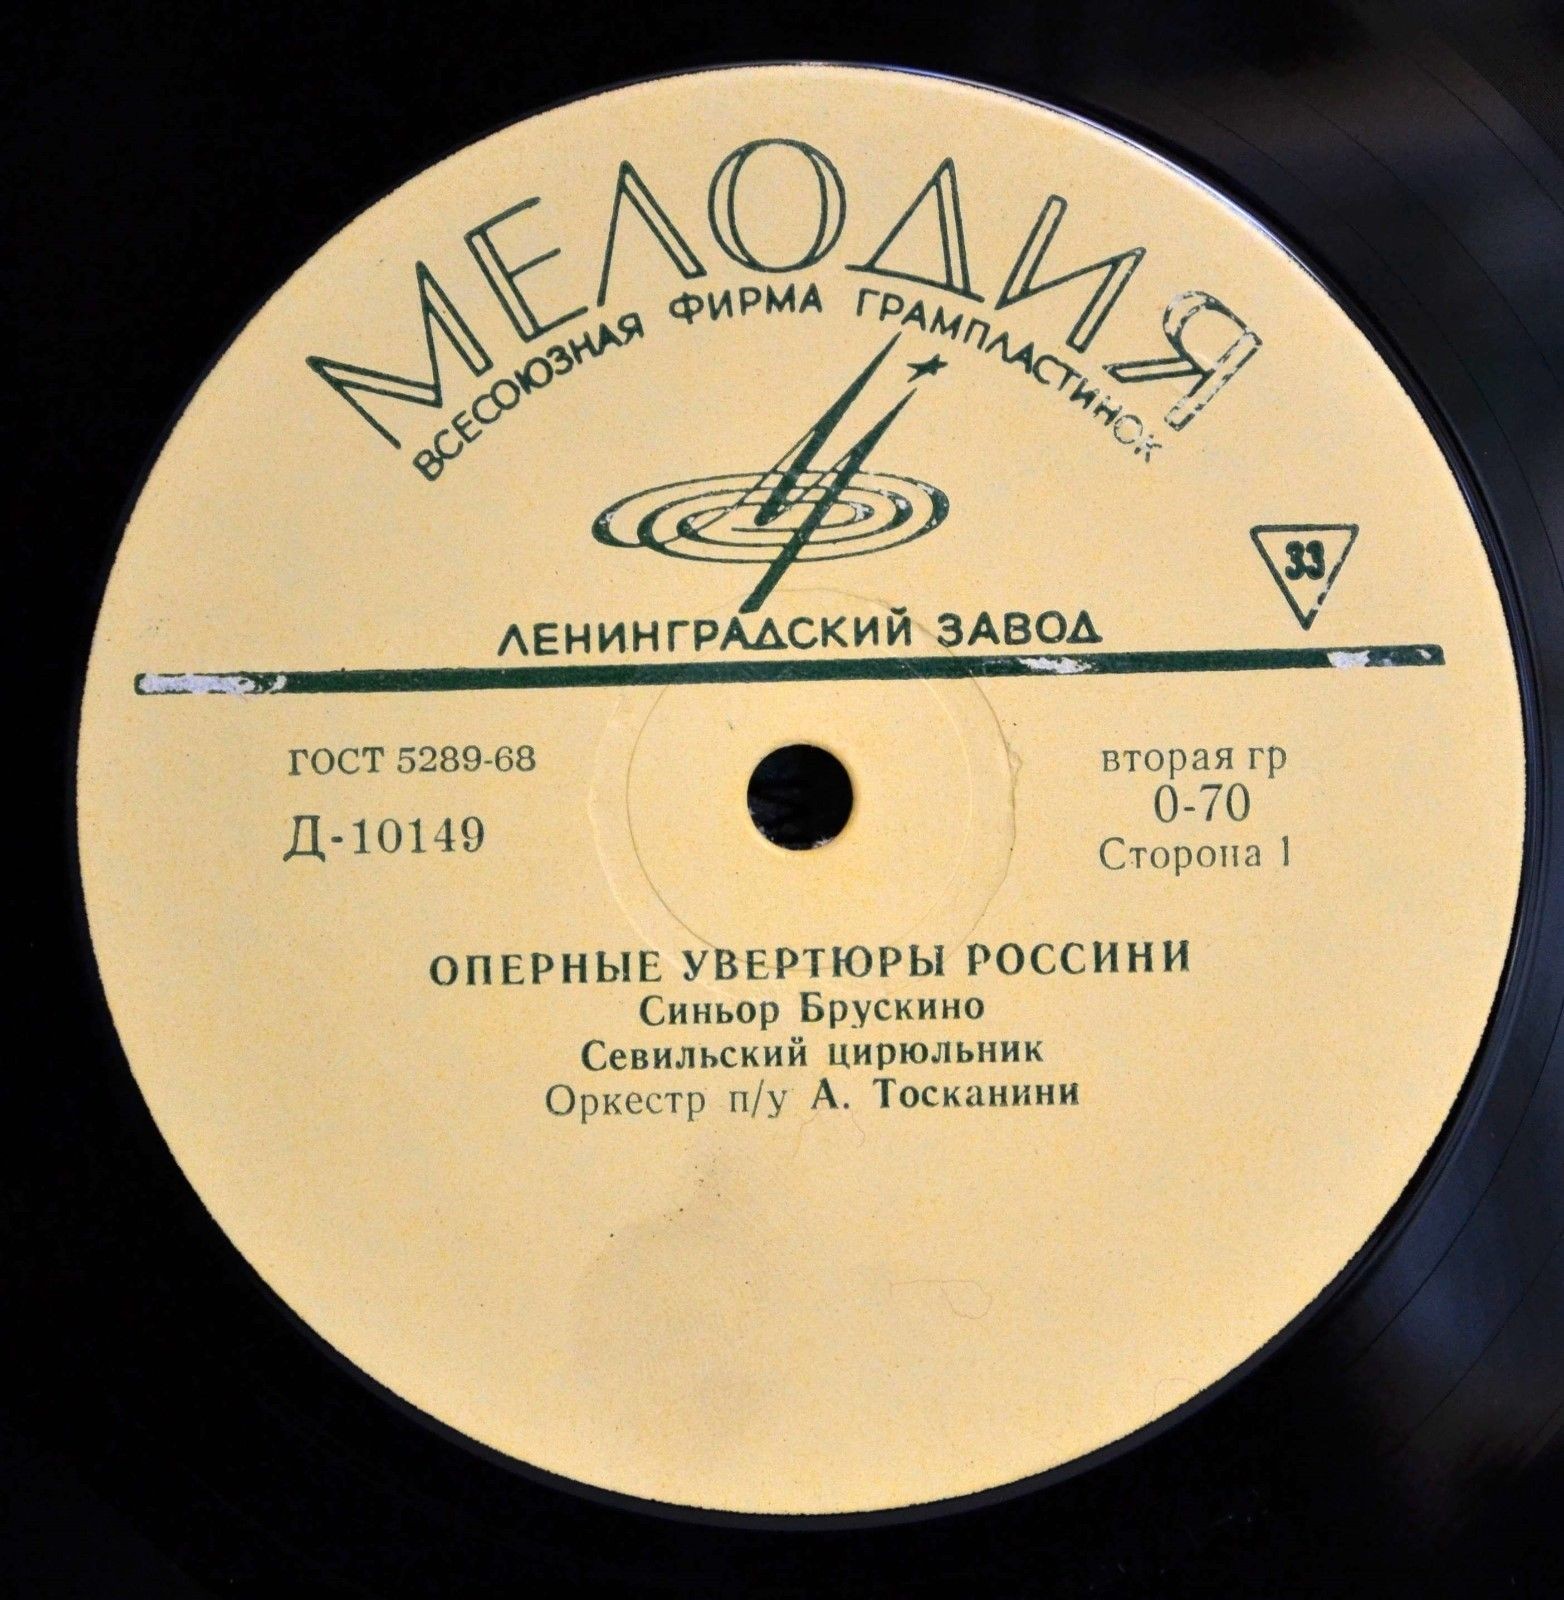 МЕЛОДИЯ
ВСЕСОЮЗНАЯ ФИРМА ГРАМПЛАСТИНОК
33
ЛЕНИНГРАДСКИЙ ЗАВОД
ГОСТ 5289-68
Д-10149
вторая гр
0-70
Сторона 1
ОПЕРНЫЕ УВЕРТЮРЫ РОССИНИ
Синьор Брускино
Севильский цирюльник
Оркестр п/у А. Тосканини